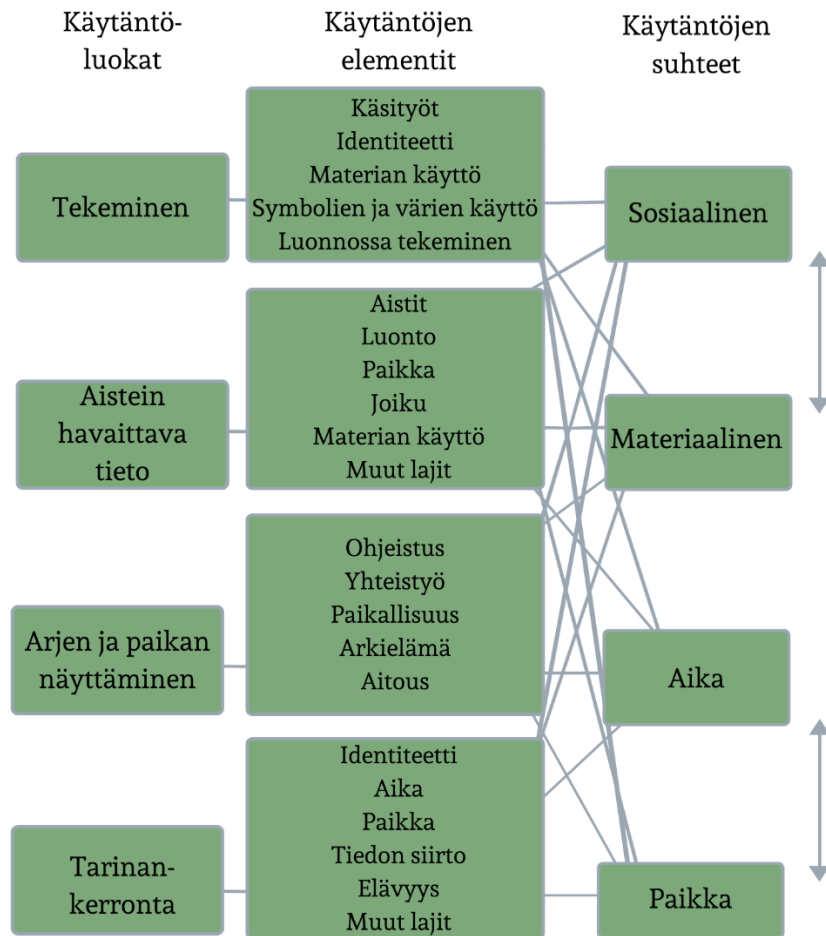 Käytäntö-
luokat
Käytäntöjen
elementit
Käytäntöjen
suhteet
Tekeminen
Käsityöt
Identiteetti
Materian käyttö
Symbolien ja värien käyttö
Luonnossa tekeminen
Sosiaalinen
Aistein
havaittava
tieto
Aistit
Luonto
Paikka
Joiku
Materian käyttö
Muut lajit
Materiaalinen
Arjen ja paikan
näyttäminen
Ohjeistus
Yhteistyö
Paikallisuus
Arkielämä
Aitous
Aika
Tarinan-
kerronta
Identiteetti
Aika
Paikka
Tiedon siirto
Elävyys
Muut lajit
Paikka